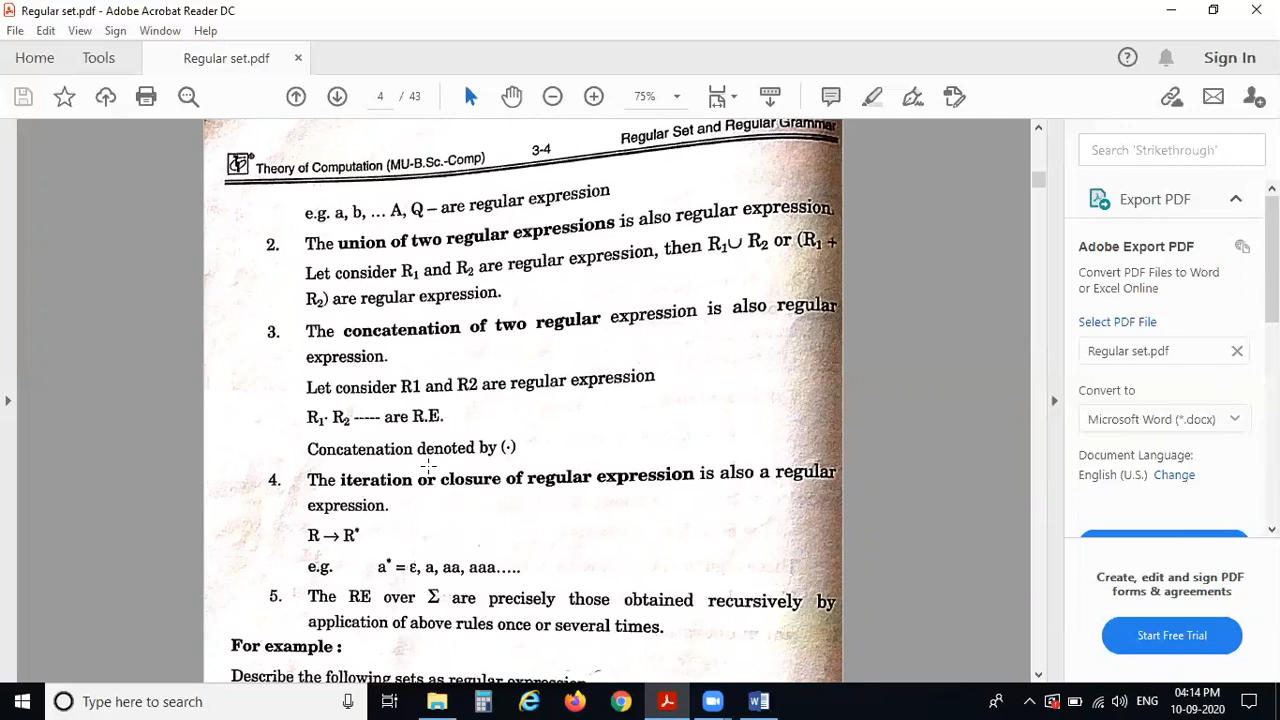 Regular set.pdf - Adobe Acrobat Reader DC
File Edit View Sign Window Help
Home Tools Regular set.pdf × Sign In
4 / 43 75%
Regular Set and Regular Grammar
Theory of Computation (MU-B.Sc.-Comp) 3-4
e.g. a, b, ... A, Q – are regular expression
2. The union of two regular expressions is also regular expression.
Let consider R₁ and R₂ are regular expression, then R₁∪ R₂ or (R₁ +
R₂) are regular expression.
3. The concatenation of two regular expression is also regular
expression.
Let consider R1 and R2 are regular expression
R₁· R₂ ----- are R.E.
Concatenation denoted by (·)
4. The iteration or closure of regular expression is also a regular
expression.
R → R*
e.g. a* = ε, a, aa, aaa.....
5. The RE over Σ are precisely those obtained recursively by
application of above rules once or several times.
For example :
Describe the following sets as regular expression
Search 'Strikethrough'
Export PDF
Adobe Export PDF
Convert PDF Files to Word
or Excel Online
Select PDF File
Regular set.pdf
Convert to
Microsoft Word (*.docx)
Document Language:
English (U.S.) Change
Create, edit and sign PDF
forms & agreements
Start Free Trial
Type here to search
ENG
04:14 PM
10-09-2020